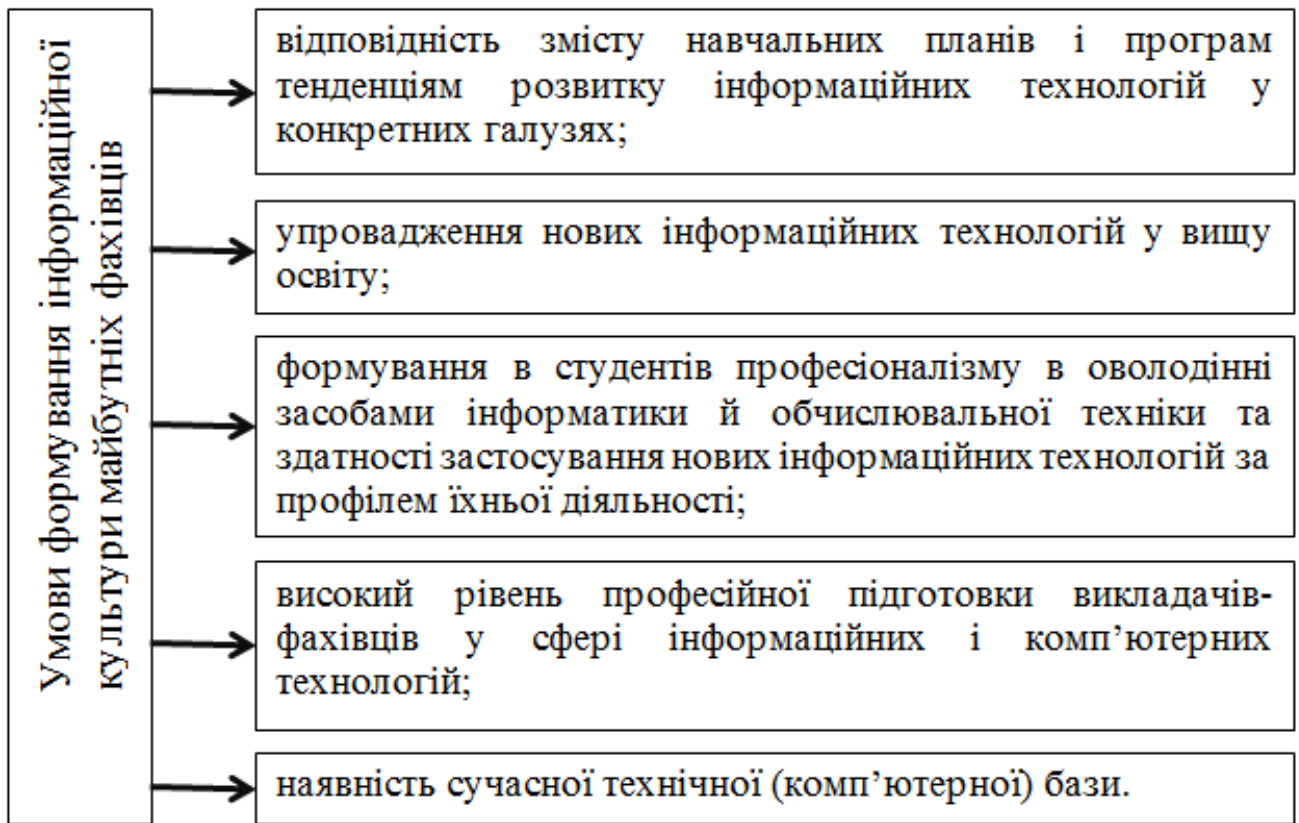 Умови формування інформаційної
культури майбутніх фахівців
відповідність змісту навчальних планів і програм
тенденціям розвитку інформаційних технологій у
конкретних галузях;
упровадження нових інформаційних технологій у вищу
освіту;
формування в студентів професіоналізму в оволодінні
засобами інформатики й обчислювальної техніки та
здатності застосування нових інформаційних технологій за
профілем їхньої діяльності;
високий рівень професійної підготовки викладачів-
фахівців у сфері інформаційних і комп’ютерних
технологій;
наявність сучасної технічної (комп’ютерної) бази.